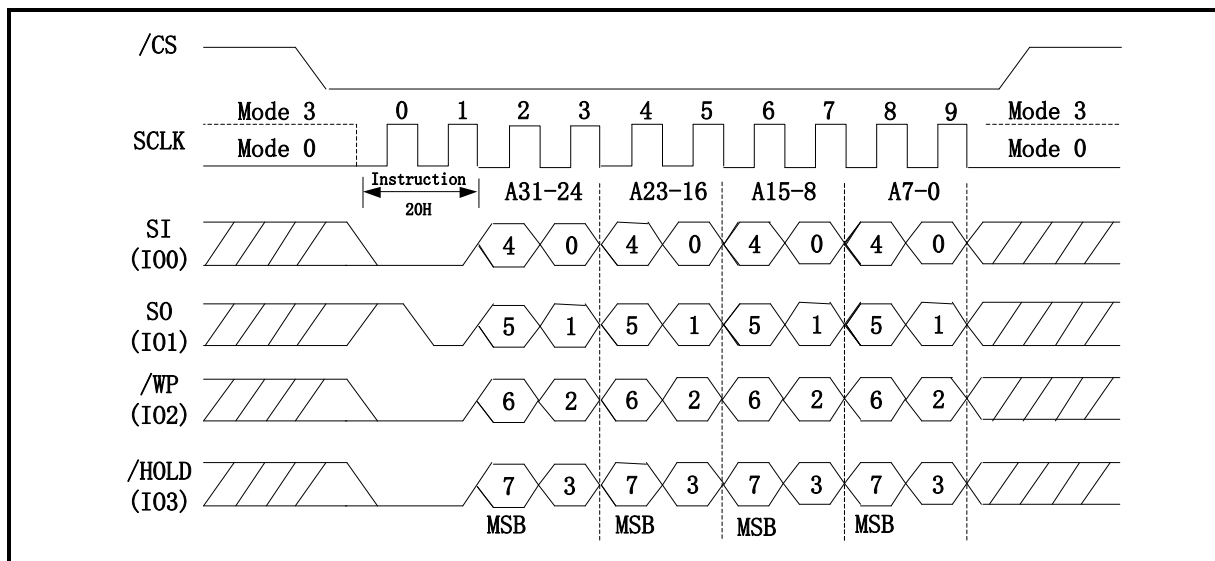 /CS
Mode 3 0 1 2 3 4 5 6 7 8 9 Mode 3
SCLK
Mode 0 Mode 0
Instruction
20H
A31-24 A23-16 A15-8 A7-0
SI
(IO0)
4 0 4 0 4 0 4 0
SO
(IO1)
5 1 5 1 5 1 5 1
/WP
(IO2)
6 2 6 2 6 2 6 2
/HOLD
(IO3)
7 3 7 3 7 3 7 3
MSB MSB MSB MSB